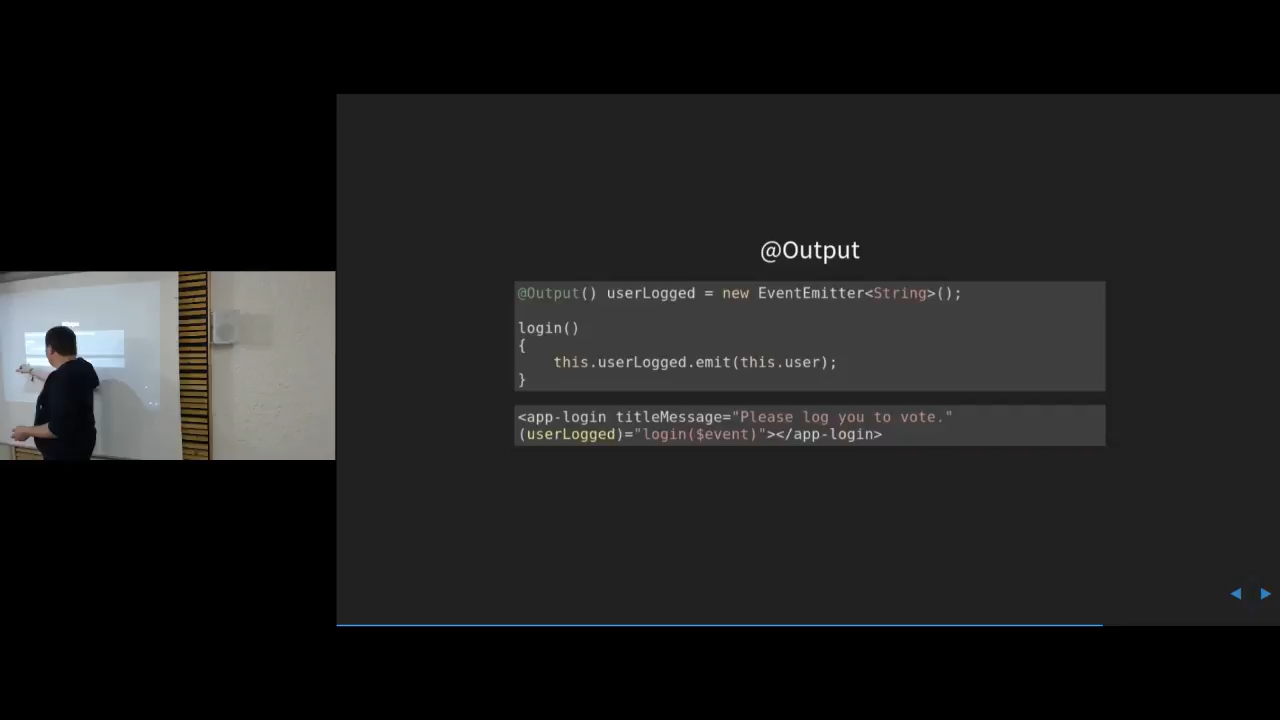 @Output
@Output() userLogged = new EventEmitter<String>();
login()
{
    this.userLogged.emit(this.user);
}
<app-login titleMessage="Please log you to vote."
(userLogged)="login($event)"></app-login>